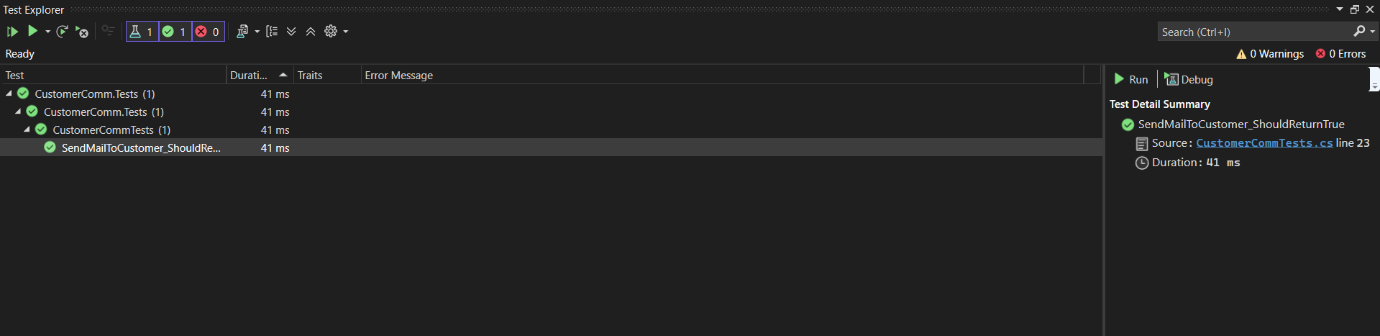 Test Explorer
1 1 0
Search (Ctrl+I)
Ready
0 Warnings 0 Errors
Test Durati... Traits Error Message
CustomerComm.Tests (1) 41 ms
CustomerComm.Tests (1) 41 ms
CustomerCommTests (1) 41 ms
SendMailToCustomer_ShouldRe... 41 ms
Run Debug
Test Detail Summary
SendMailToCustomer_ShouldReturnTrue
Source: CustomerCommTests.cs line 23
Duration: 41 ms